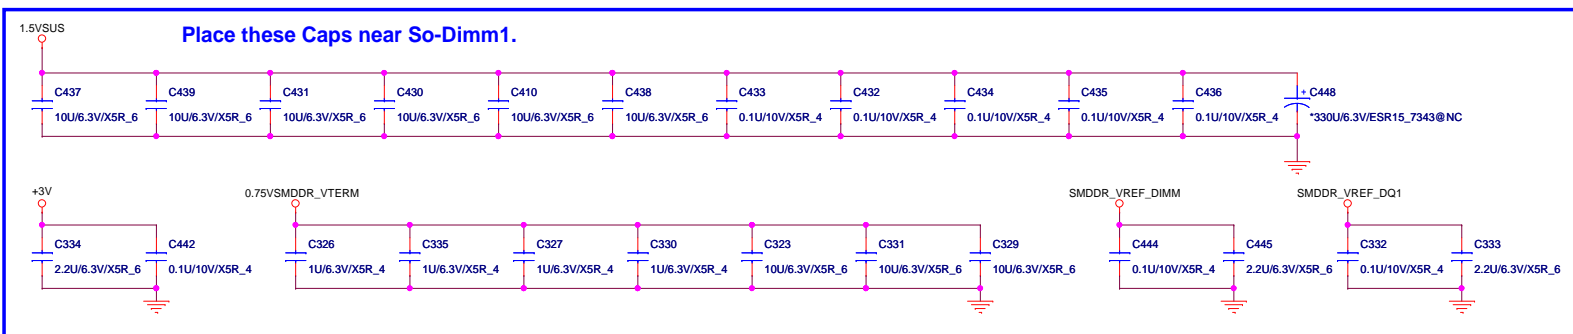 Place these Caps near So-Dimm1.
1.5VSUS
C437
10U/6.3V/X5R_6
C439
10U/6.3V/X5R_6
C431
10U/6.3V/X5R_6
C430
10U/6.3V/X5R_6
C410
10U/6.3V/X5R_6
C438
10U/6.3V/X5R_6
C433
0.1U/10V/X5R_4
C432
0.1U/10V/X5R_4
C434
0.1U/10V/X5R_4
C435
0.1U/10V/X5R_4
C436
0.1U/10V/X5R_4
+ C448
*330U/6.3V/ESR15_7343@NC
+3V
C334
2.2U/6.3V/X5R_6
C442
0.1U/10V/X5R_4
0.75VSMDDR_VTERM
C326
1U/6.3V/X5R_4
C335
1U/6.3V/X5R_4
C327
1U/6.3V/X5R_4
C330
1U/6.3V/X5R_4
C323
10U/6.3V/X5R_6
C331
10U/6.3V/X5R_6
C329
10U/6.3V/X5R_6
SMDDR_VREF_DIMM
C444
0.1U/10V/X5R_4
C445
2.2U/6.3V/X5R_6
SMDDR_VREF_DQ1
C332
0.1U/10V/X5R_4
C333
2.2U/6.3V/X5R_6